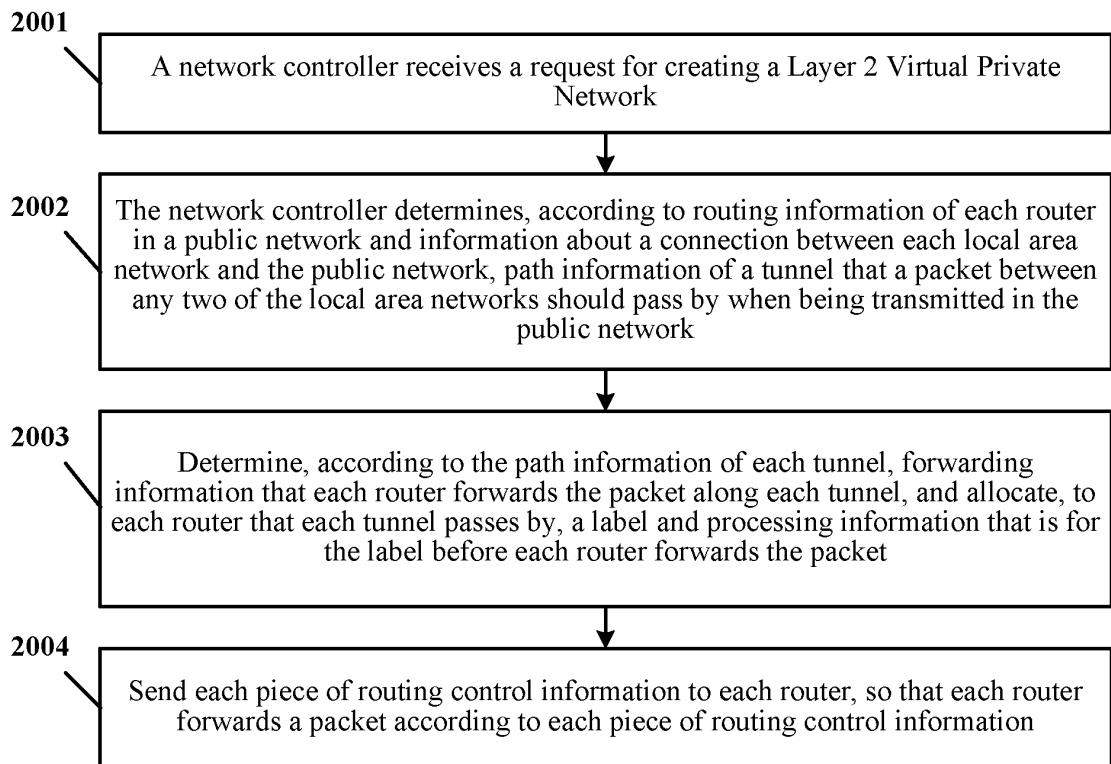 2001
A network controller receives a request for creating a Layer 2 Virtual Private
Network
2002
The network controller determines, according to routing information of each router
in a public network and information about a connection between each local area
network and the public network, path information of a tunnel that a packet between
any two of the local area networks should pass by when being transmitted in the
public network
2003
Determine, according to the path information of each tunnel, forwarding
information that each router forwards the packet along each tunnel, and allocate, to
each router that each tunnel passes by, a label and processing information that is for
the label before each router forwards the packet
2004
Send each piece of routing control information to each router, so that each router
forwards a packet according to each piece of routing control information